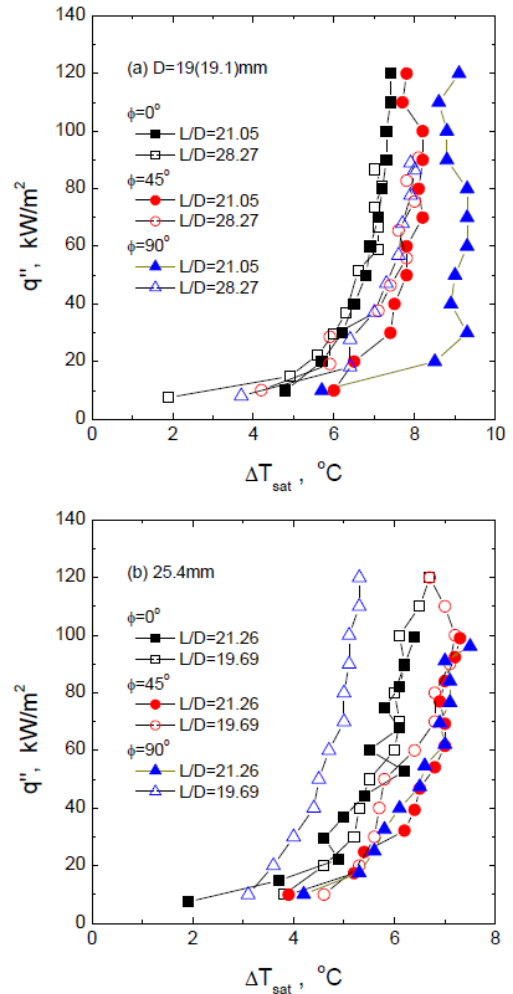 140
120
100
80
60
40
20
0
q", kW/m²
(a) D=19(19.1)mm
ϕ=0°
L/D=21.05
L/D=28.27
ϕ=45°
L/D=21.05
L/D=28.27
ϕ=90°
L/D=21.05
L/D=28.27
0 2 4 6 8 10
ΔT_sat , °C
140
120
100
80
60
40
20
0
q", kW/m²
(b) 25.4mm
ϕ=0°
L/D=21.26
L/D=19.69
ϕ=45°
L/D=21.26
L/D=19.69
ϕ=90°
L/D=21.26
L/D=19.69
0 2 4 6 8
ΔT_sat , °C